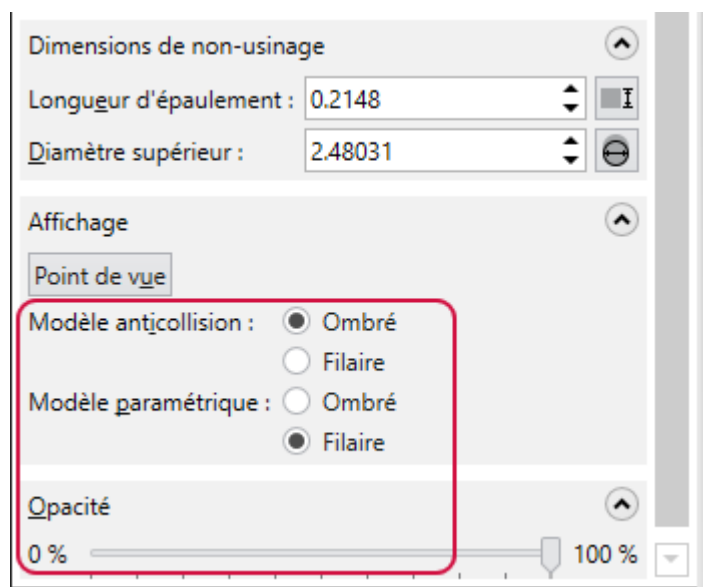 Dimensions de non-usinage
Longueur d'épaulement : 0.2148
Diamètre supérieur : 2.48031
Affichage
Point de vue
Modèle anticollision : Ombré
Filaire
Modèle paramétrique : Ombré
Filaire
Opacité
0 % 100 %